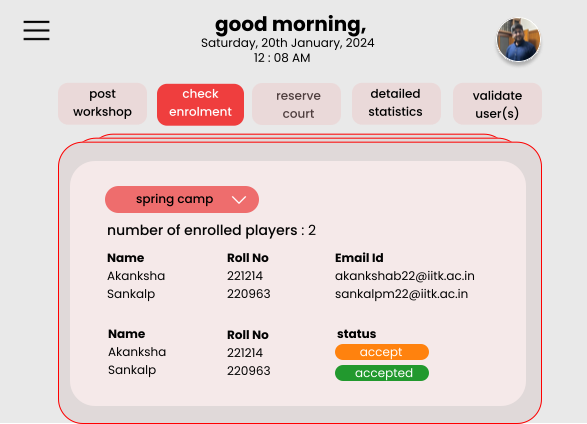 good morning,
Saturday, 20th January, 2024
12 : 08 AM
post workshop
check enrolment
reserve court
detailed statistics
validate user(s)
spring camp
number of enrolled players : 2
Name Roll No Email Id
Akanksha 221214 akankshab22@iitk.ac.in
Sankalp 220963 sankalpm22@iitk.ac.in
Name Roll No status
Akanksha 221214 accept
Sankalp 220963 accepted